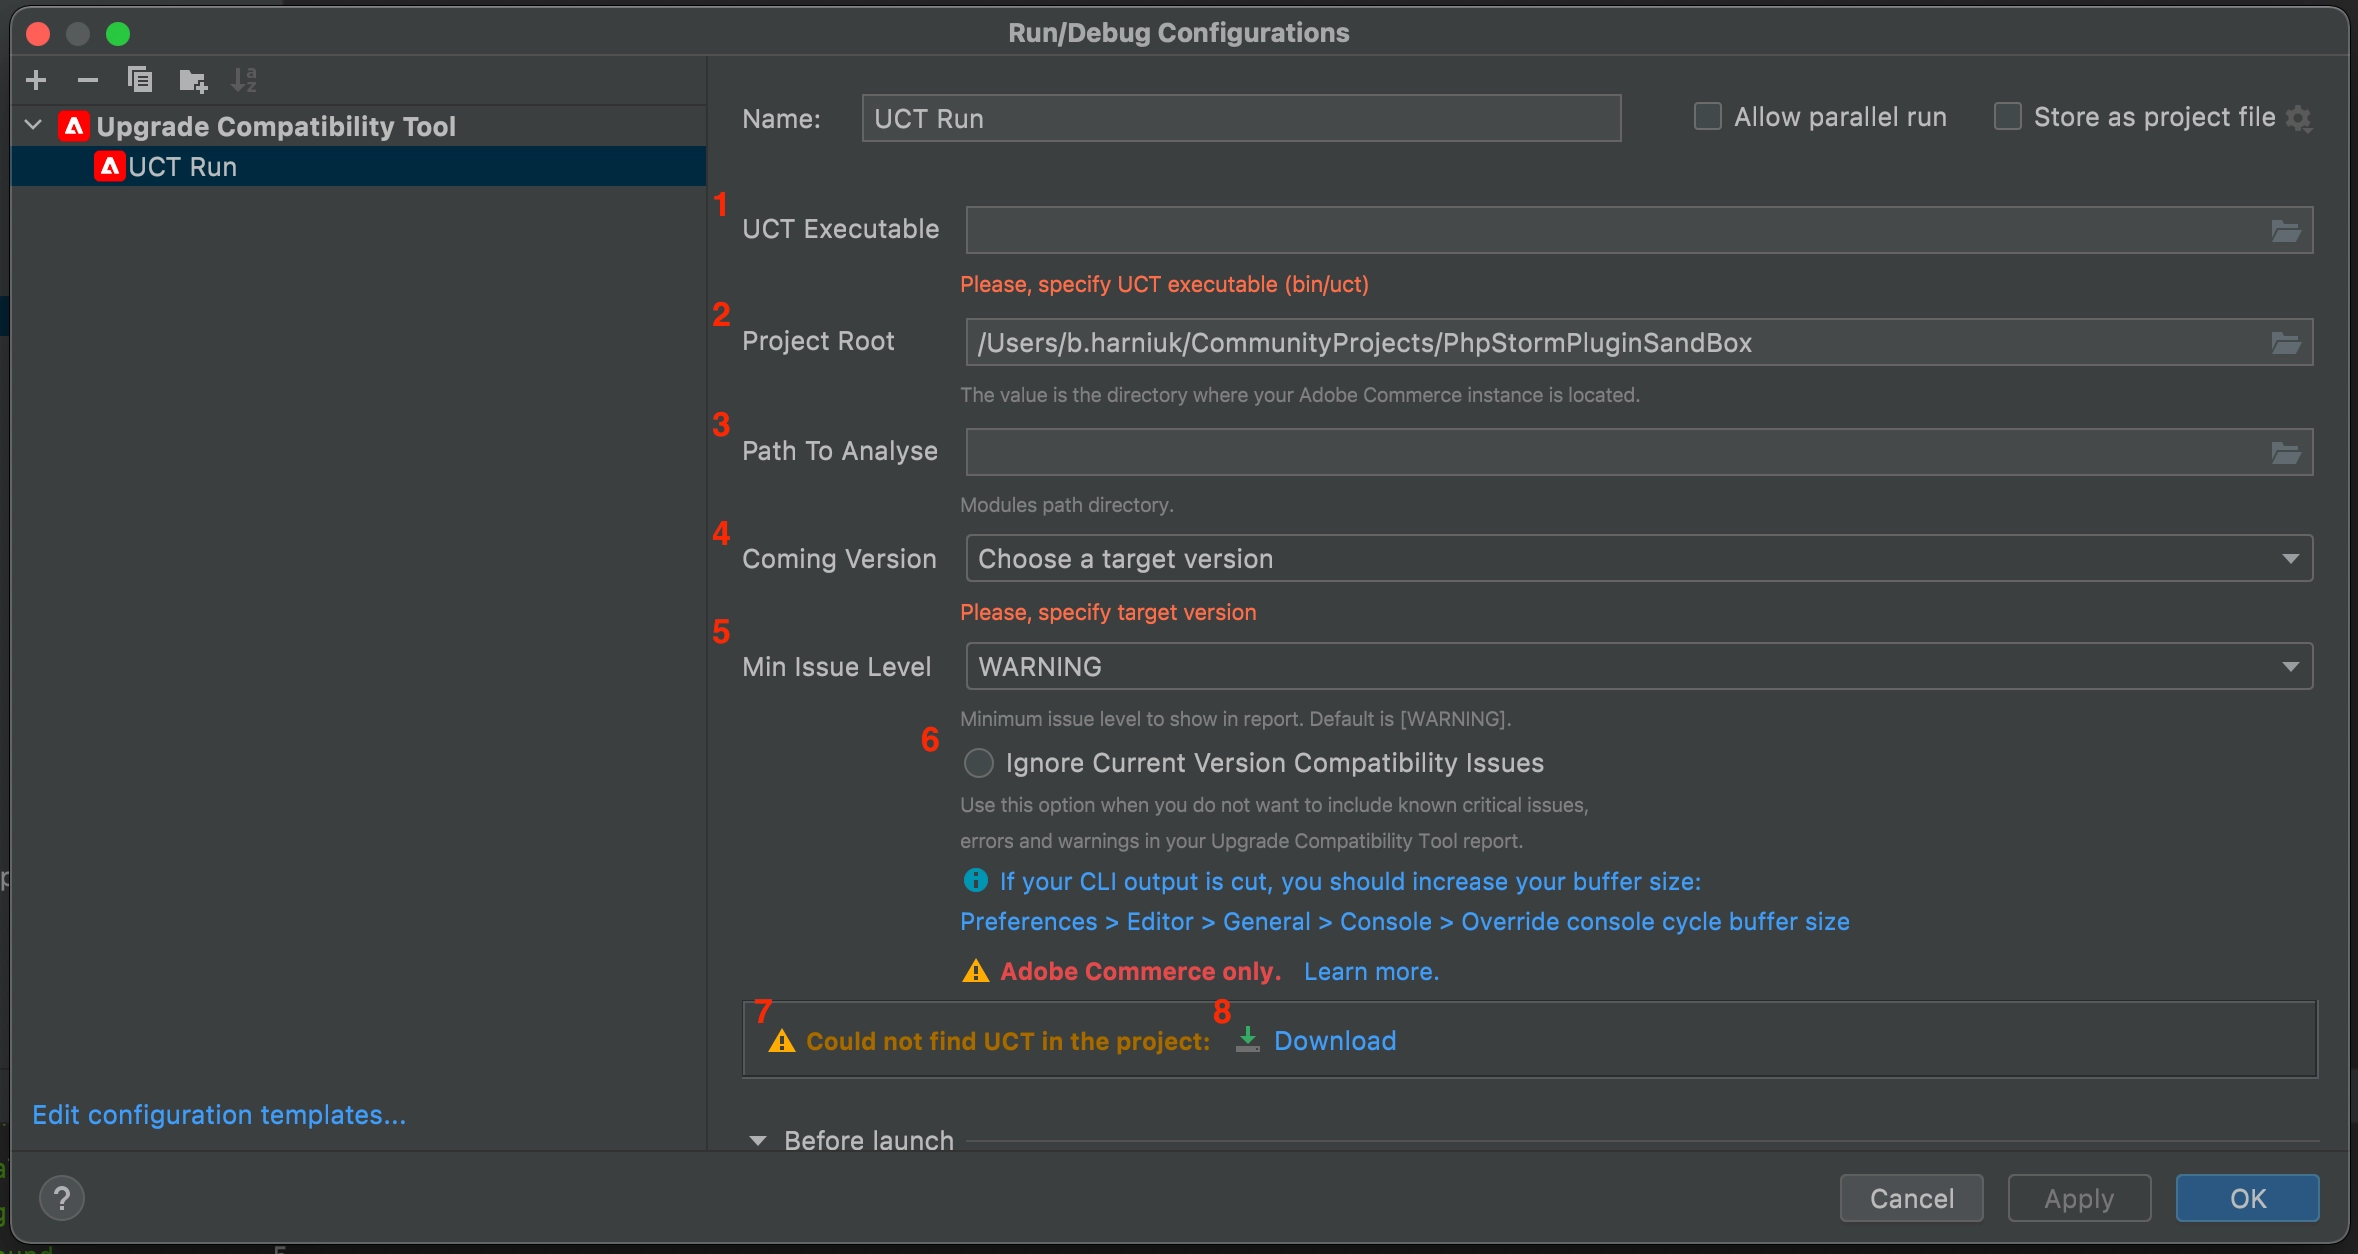 Run/Debug Configurations
Upgrade Compatibility Tool
UCT Run
Name: UCT Run
Allow parallel run
Store as project file
1
UCT Executable
Please, specify UCT executable (bin/uct)
2
Project Root /Users/b.harniuk/CommunityProjects/PhpStormPluginSandBox
The value is the directory where your Adobe Commerce instance is located.
3
Path To Analyse
Modules path directory.
4
Coming Version Choose a target version
Please, specify target version
5
Min Issue Level WARNING
Minimum issue level to show in report. Default is [WARNING].
6
Ignore Current Version Compatibility Issues
Use this option when you do not want to include known critical issues,
errors and warnings in your Upgrade Compatibility Tool report.
If your CLI output is cut, you should increase your buffer size:
Preferences > Editor > General > Console > Override console cycle buffer size
Adobe Commerce only. Learn more.
7 8
Could not find UCT in the project: Download
Edit configuration templates...
Before launch
?
Cancel
Apply
OK